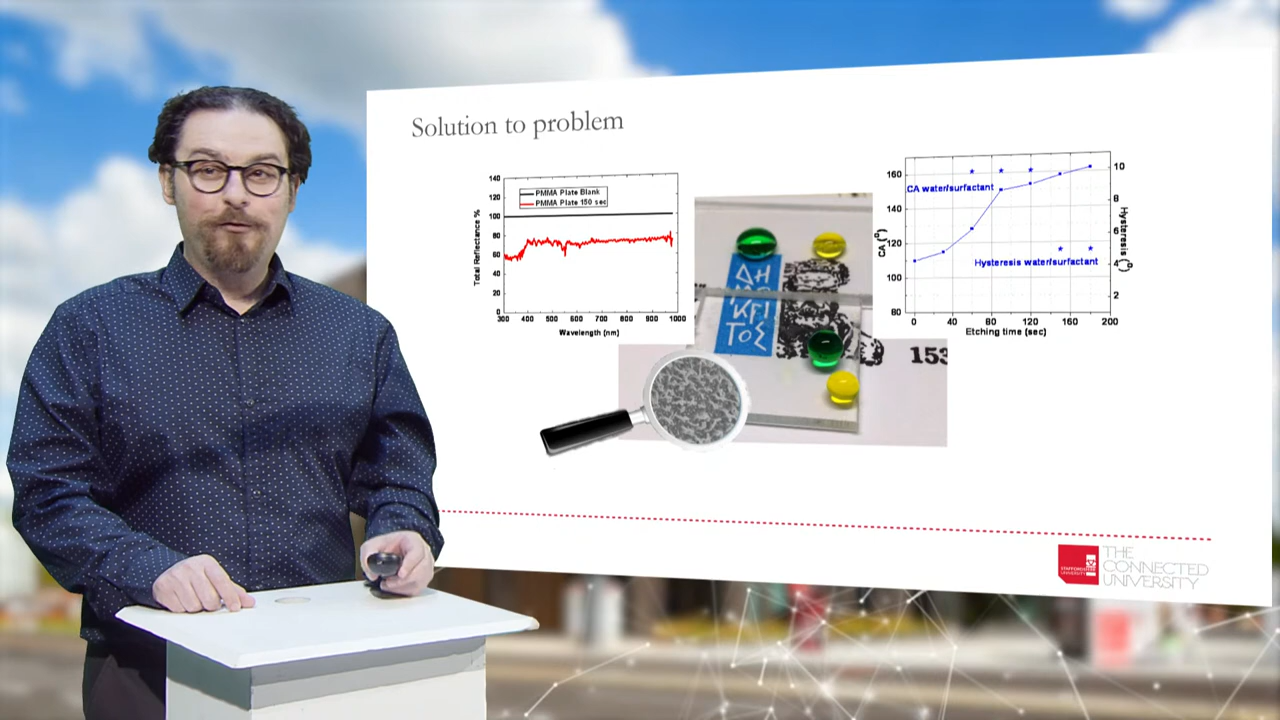 Solution to problem
140
120
100
80
60
40
20
0
Total Reflectance %
PMMA Plate Blank
PMMA Plate 150 sec
300 400 500 600 700 800 900 1000
Wavelength (nm)
ΔΗ
ΚΡΙ
ΤΟΣ
153
160
140
120
100
80
CA (°)
CA water/surfactant
Hysteresis water/surfactant
10
8
6
4
2
Hysteresis (°)
0 40 80 120 160 200
Etching time (sec)
STAFFORDSHIRE
UNIVERSITY
THE
CONNECTED
UNIVERSITY